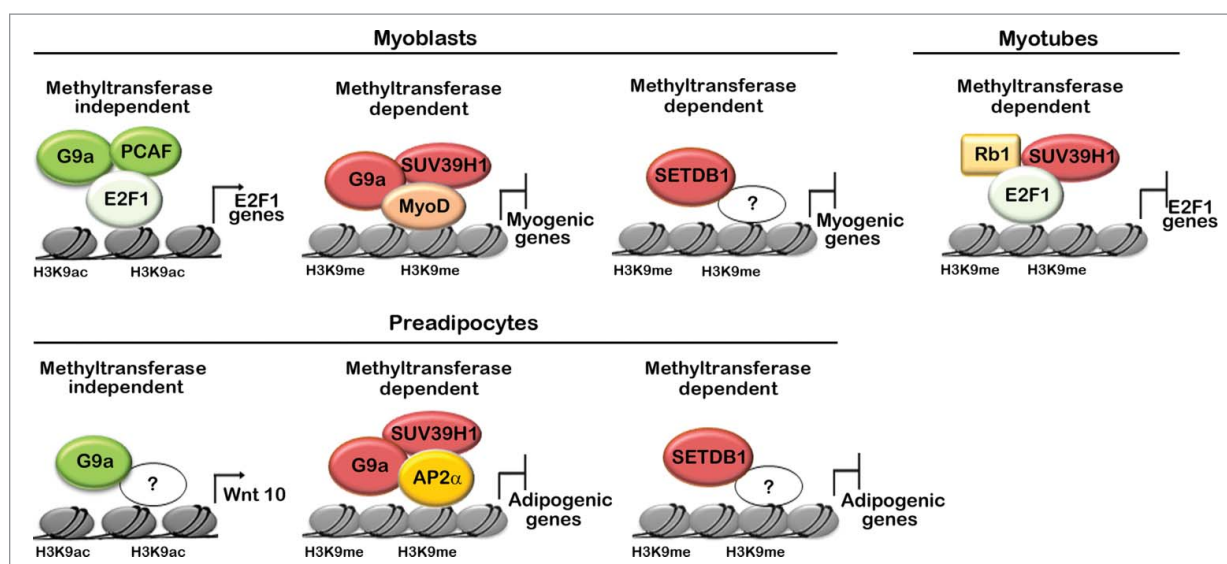 Myoblasts
Myotubes
Methyltransferase
independent
Methyltransferase
dependent
Methyltransferase
dependent
Methyltransferase
dependent
G9a
PCAF
E2F1
E2F1
genes
H3K9ac
H3K9ac
G9a
SUV39H1
MyoD
Myogenic
genes
H3K9me
H3K9me
SETDB1
?
Myogenic
genes
H3K9me
H3K9me
Rb1
SUV39H1
E2F1
E2F1
genes
H3K9me
H3K9me
Preadipocytes
Methyltransferase
independent
Methyltransferase
dependent
Methyltransferase
dependent
G9a
?
Wnt 10
H3K9ac
H3K9ac
SUV39H1
G9a
AP2α
Adipogenic
genes
H3K9me
H3K9me
SETDB1
?
Adipogenic
genes
H3K9me
H3K9me